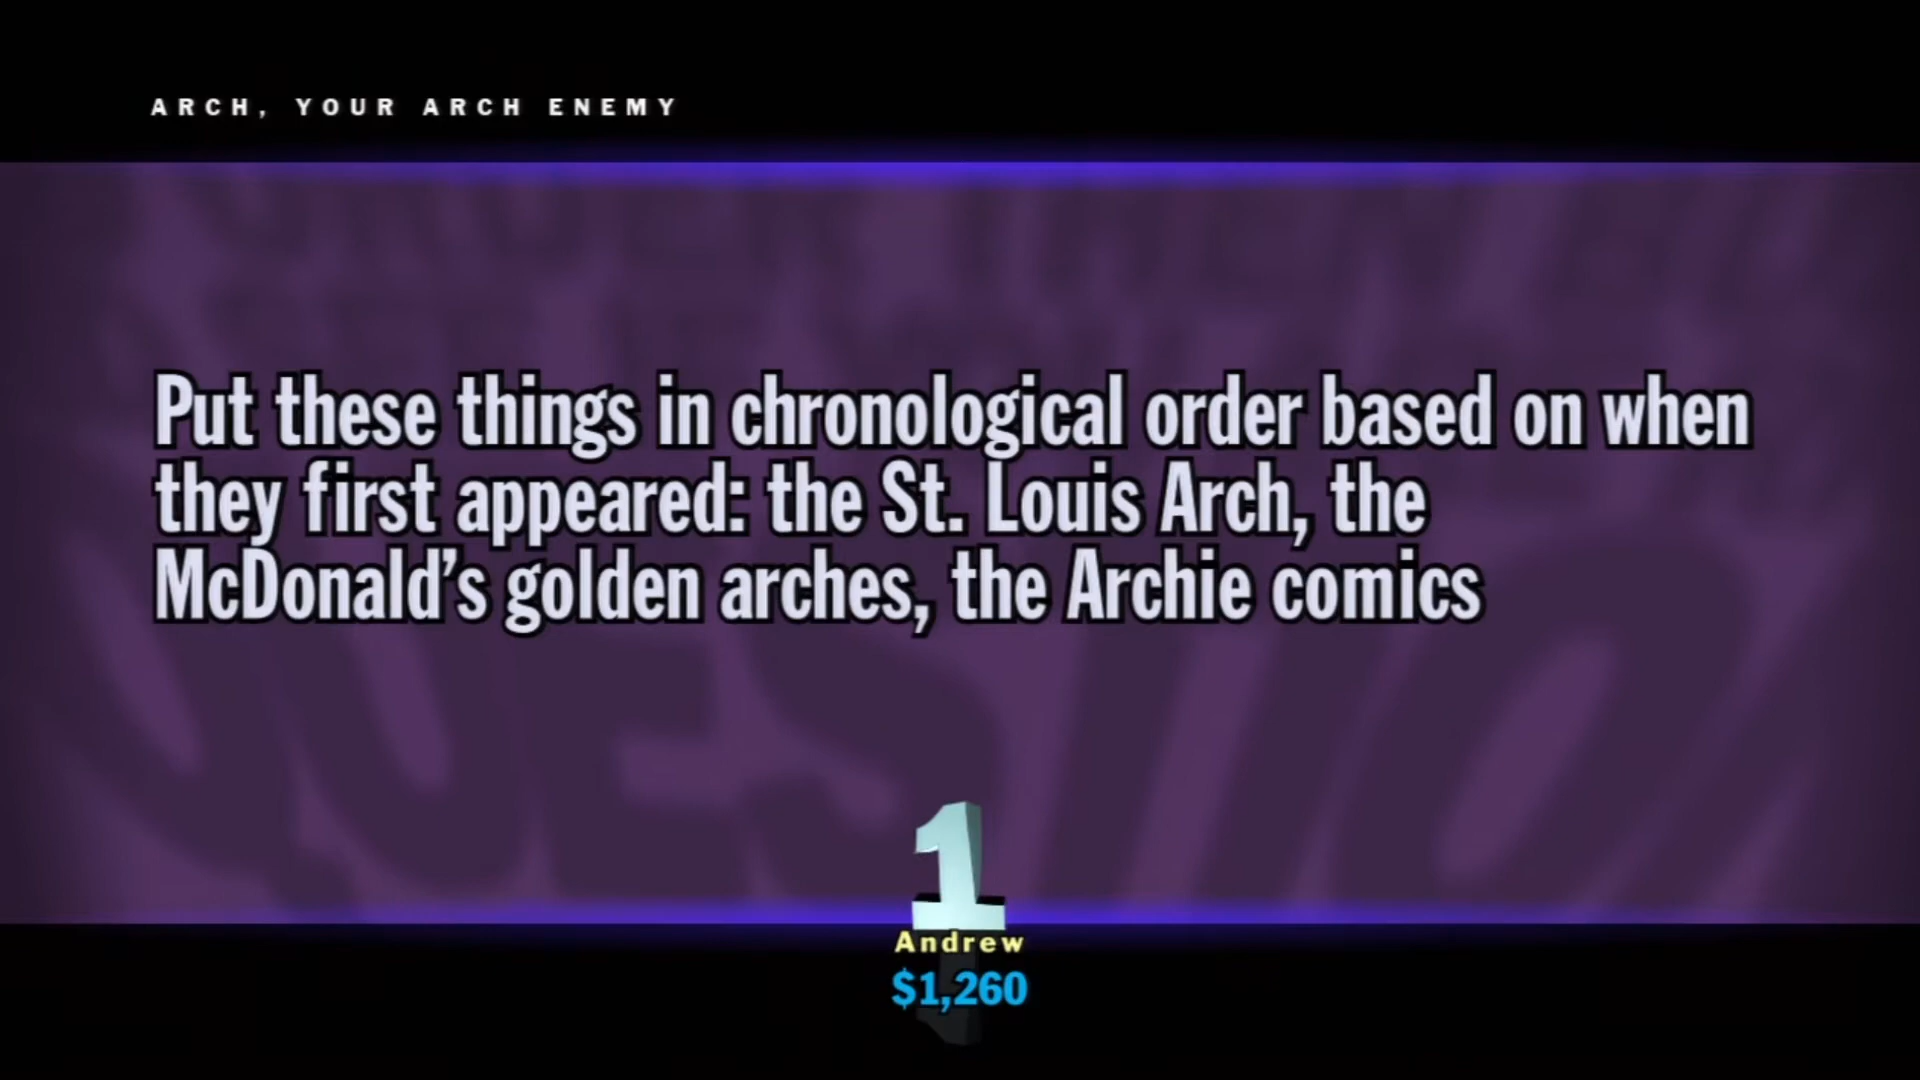 ARCH, YOUR ARCH ENEMY
Put these things in chronological order based on when
they first appeared: the St. Louis Arch, the
McDonald’s golden arches, the Archie comics
1
Andrew
$1,260